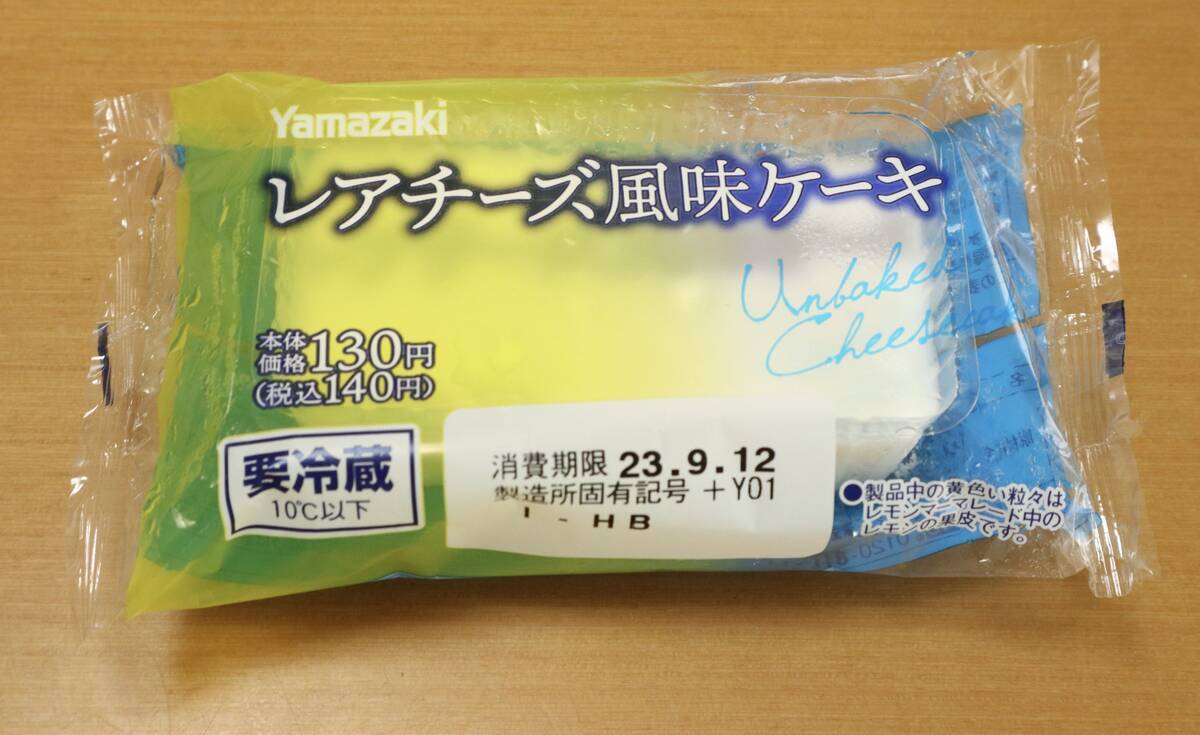 Yamazaki
レアチーズ風味ケーキ
Unbaked
本体
価格130円
(税込140円)
要冷蔵
10℃以下
消費期限 23.9.12
製造所固有記号 +Y01
- HB
●製品中の黄色い粒々は
レモンマーマレード中の
レモンの果皮です。
0120